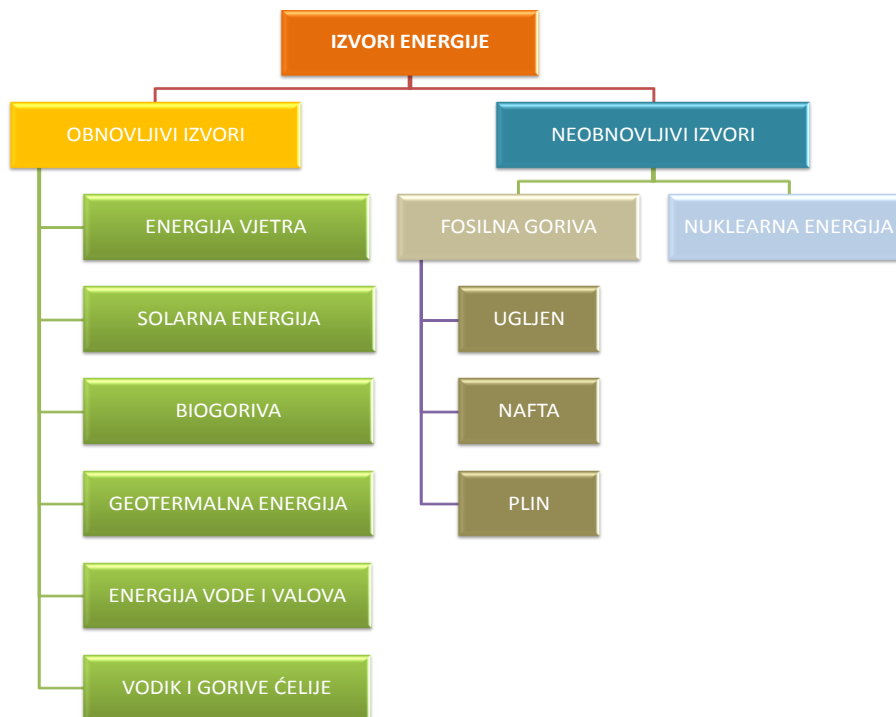 IZVORI ENERGIJE
OBNOVLJIVI IZVORI
NEOBNOVLJIVI IZVORI
ENERGIJA VJETRA
SOLARNA ENERGIJA
BIOGORIVA
GEOTERMALNA ENERGIJA
ENERGIJA VODE I VALOVA
VODIK I GORIVE ĆELIJE
FOSILNA GORIVA
NUKLEARNA ENERGIJA
UGLJEN
NAFTA
PLIN